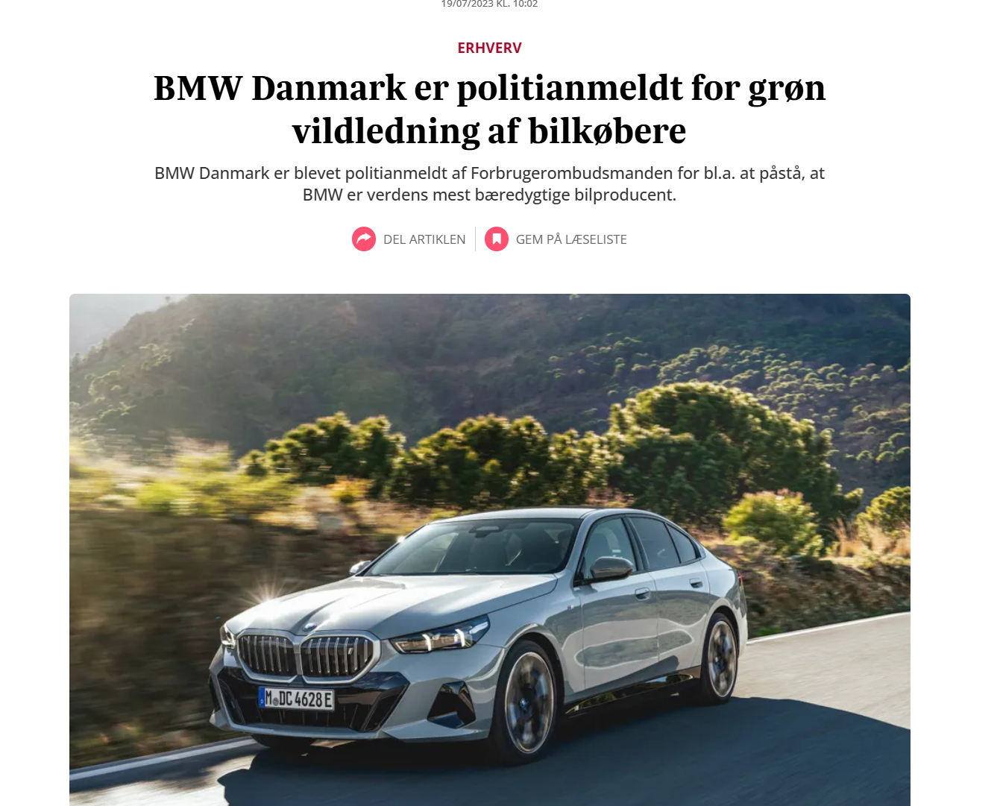 19/07/2023 KL. 10:02
ERHVERV
BMW Danmark er politianmeldt for grøn
vildledning af bilkøbere
BMW Danmark er blevet politianmeldt af Forbrugerombudsmanden for bl.a. at påstå, at
BMW er verdens mest bæredygtige bilproducent.
DEL ARTIKLEN
GEM PÅ LÆSELISTE
M DC 4628 E